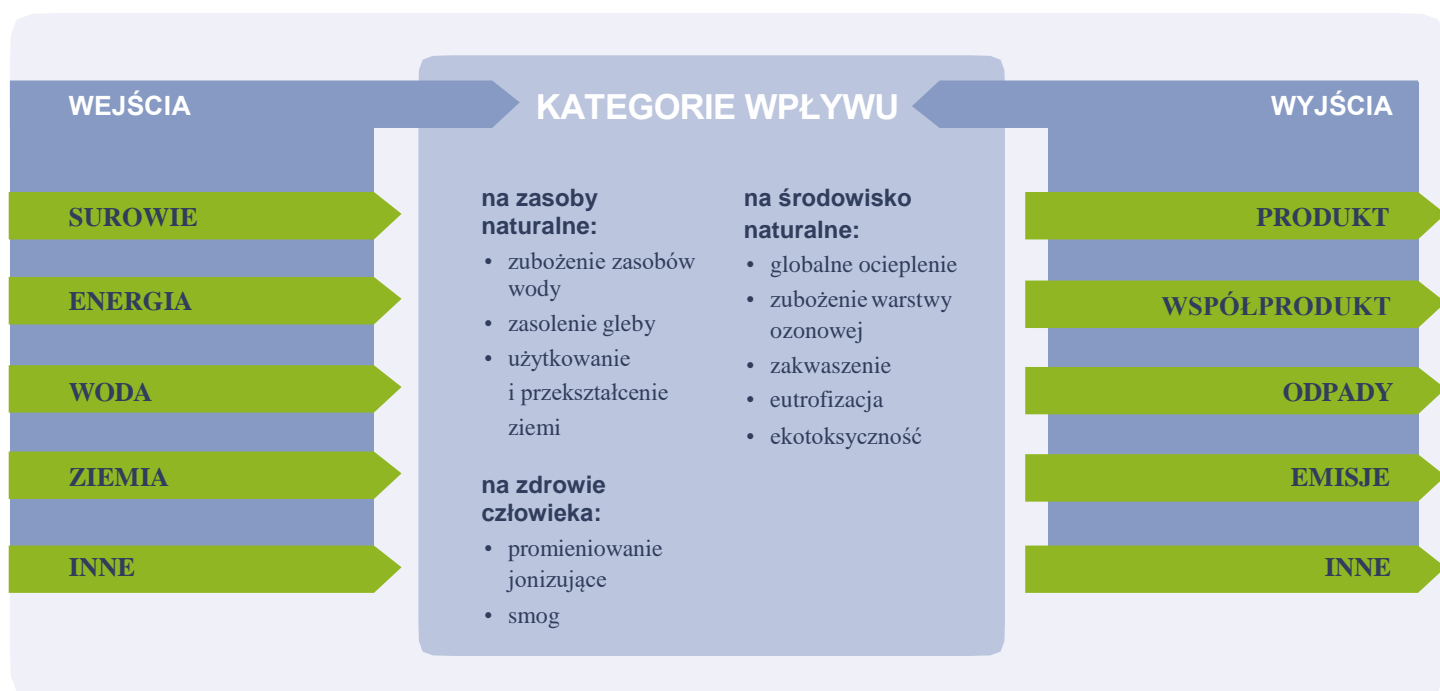 WEJŚCIA
SUROWIE
ENERGIA
WODA
ZIEMIA
INNE
KATEGORIE WPŁYWU
na zasoby
naturalne:
• zubożenie zasobów
wody
• zasolenie gleby
• użytkowanie
i przekształcenie
ziemi
na zdrowie
człowieka:
• promieniowanie
jonizujące
• smog
na środowisko
naturalne:
• globalne ocieplenie
• zubożenie warstwy
ozonowej
• zakwaszenie
• eutrofizacja
• ekotoksyczność
WYJŚCIA
PRODUKT
WSPÓŁPRODUKT
ODPADY
EMISJE
INNE